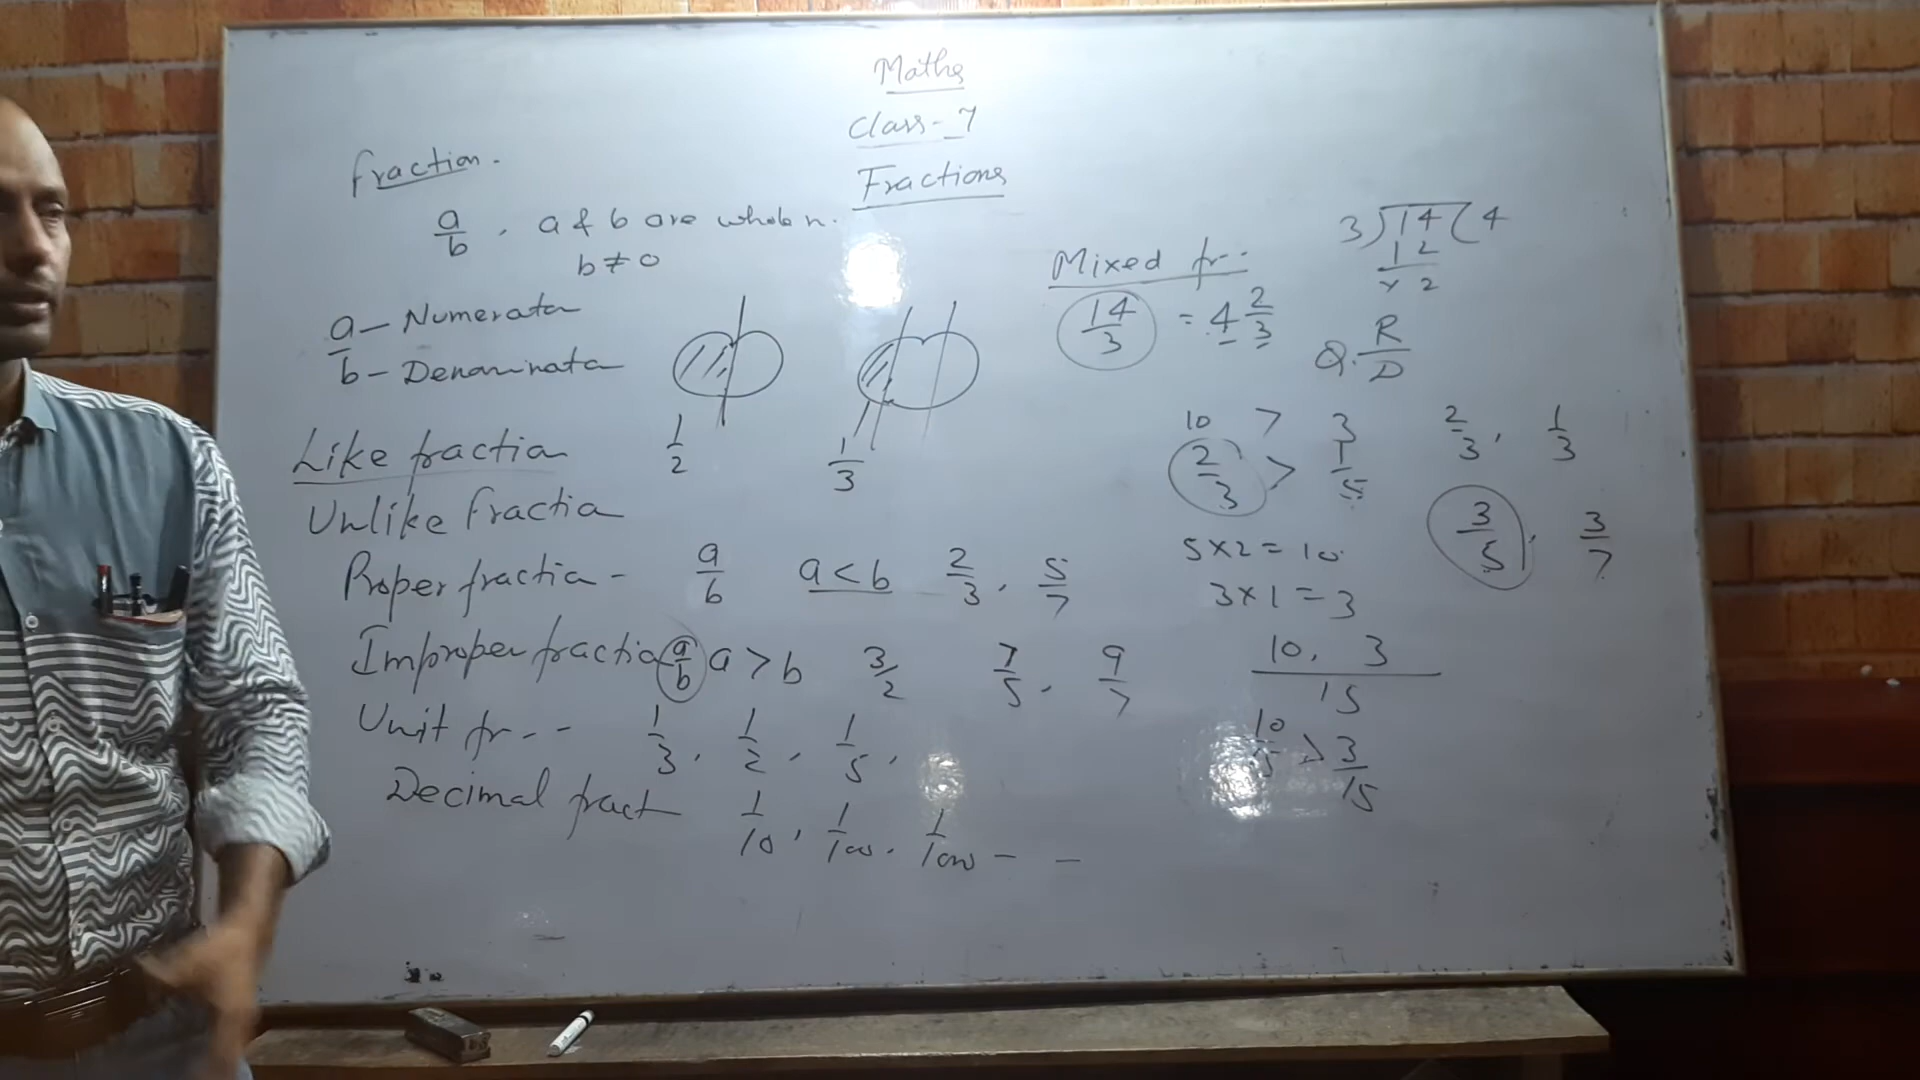 Maths
Class-7
Fractions
fraction.
a/b, a & b are whole n.
b ≠ 0
a — Numerator
b — Denominator
1/2 1/3
Like fraction
Unlike fraction
Proper fraction - a/b a < b 2/3, 5/7
Improper fraction a/b a > b 3/2 7/5, 9/7
Unit fr-- 1/3, 1/2, 1/5,
Decimal fract 1/10, 1/100, 1/1000 - -
Mixed fr..
14/3 = 4 2/3
3)14(4
12
× 2
Q. R/D
10 > 3
2/3 > 1/5
2/3, 1/3
3/5, 3/7
5×2 = 10
3×1 = 3
10, 3
15
10/15 > 3/15